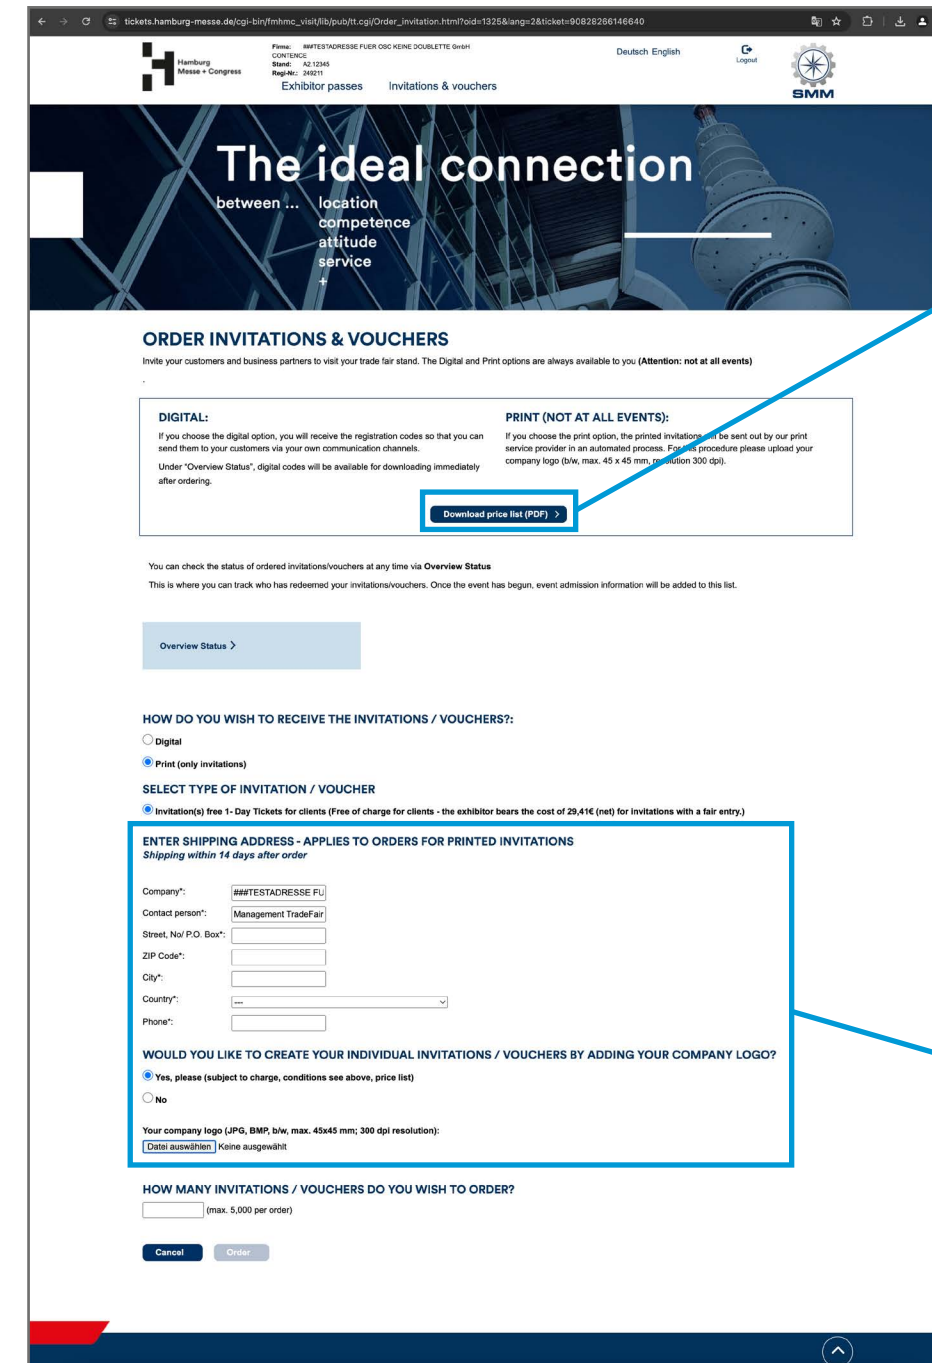 tickets.hamburg-messe.de/cgi-bin/fmhmc_visit/lib/pub/tt.cgi/Order_invitation.html?oid=1325&lang=2&ticket=90828266146640
Hamburg
Messe + Congress
Firma: ###TESTADRESSE FUER OSC KEINE DOUBLETTE GmbH
CONTENCE
Stand: A2.12345
Regi-Nr.: 249211
Exhibitor passes Invitations & vouchers
Deutsch English
Logout
SMM
The ideal connection
between ... location
competence
attitude
service
+
ORDER INVITATIONS & VOUCHERS
Invite your customers and business partners to visit your trade fair stand. The Digital and Print options are always available to you (Attention: not at all events)
.
DIGITAL:
If you choose the digital option, you will receive the registration codes so that you can
send them to your customers via your own communication channels.
Under "Overview Status", digital codes will be available for downloading immediately
after ordering.
PRINT (NOT AT ALL EVENTS):
If you choose the print option, the printed invitations will be sent out by our print
service provider in an automated process. For this procedure please upload your
company logo (b/w, max. 45 x 45 mm, resolution 300 dpi).
Download price list (PDF)
You can check the status of ordered invitations/vouchers at any time via Overview Status
This is where you can track who has redeemed your invitations/vouchers. Once the event has begun, event admission information will be added to this list.
Overview Status
HOW DO YOU WISH TO RECEIVE THE INVITATIONS / VOUCHERS?:
Digital
Print (only invitations)
SELECT TYPE OF INVITATION / VOUCHER
Invitation(s) free 1- Day Tickets for clients (Free of charge for clients - the exhibitor bears the cost of 29,41€ (net) for invitations with a fair entry.)
ENTER SHIPPING ADDRESS - APPLIES TO ORDERS FOR PRINTED INVITATIONS
Shipping within 14 days after order
Company*: ###TESTADRESSE FU
Contact person*: Management TradeFair
Street, No/ P.O. Box*:
ZIP Code*:
City*:
Country*: ---
Phone*:
WOULD YOU LIKE TO CREATE YOUR INDIVIDUAL INVITATIONS / VOUCHERS BY ADDING YOUR COMPANY LOGO?
Yes, please (subject to charge, conditions see above, price list)
No
Your company logo (JPG, BMP, b/w, max. 45x45 mm; 300 dpi resolution):
Datei auswählen Keine ausgewählt
HOW MANY INVITATIONS / VOUCHERS DO YOU WISH TO ORDER?
(max. 5,000 per order)
Cancel Order